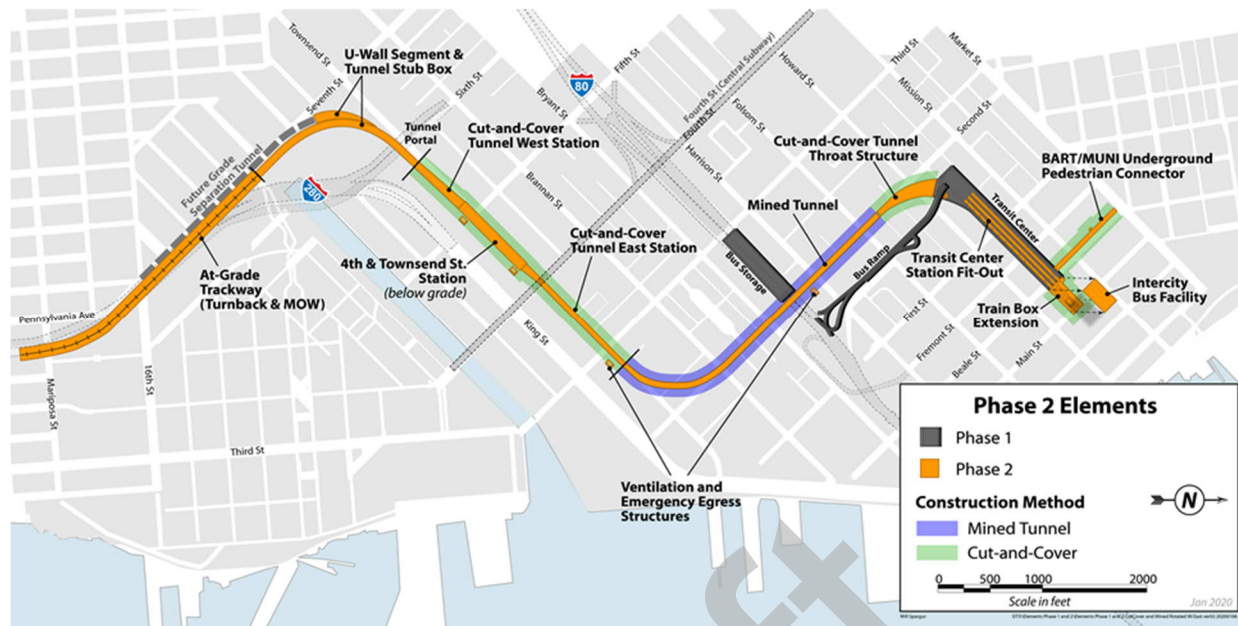 Townsend St
U-Wall Segment &
Tunnel Stub Box
Seventh St
Sixth St
80
Fifth St
Bryant St
Fourth St (Central Subway)
Fourth St
Howard St
Folsom St
Harrison St
Third St
Market St
Mission St
Second St
Future Grade
Separation Tunnel
Tunnel
Portal
Cut-and-Cover
Tunnel West Station
Brannan St
Cut-and-Cover Tunnel
Throat Structure
BART/MUNI Underground
Pedestrian Connector
280
Mined Tunnel
Transit Center
Cut-and-Cover
Tunnel East Station
Bus Storage
Bus Ramp
Transit Center
Station Fit-Out
At-Grade
Trackway
(Turnback & MOW)
4th & Townsend St.
Station
(below grade)
Intercity
Bus Facility
Train Box
Extension
Pennsylvania Ave
King St
First St
Fremont St
Beale St
Main St
Mariposa St
16th St
Third St
Ventilation and
Emergency Egress
Structures
Phase 2 Elements
Phase 1
Phase 2
Construction Method
N
Mined Tunnel
Cut-and-Cover
0 500 1000 2000
Scale in feet
Jan 2020